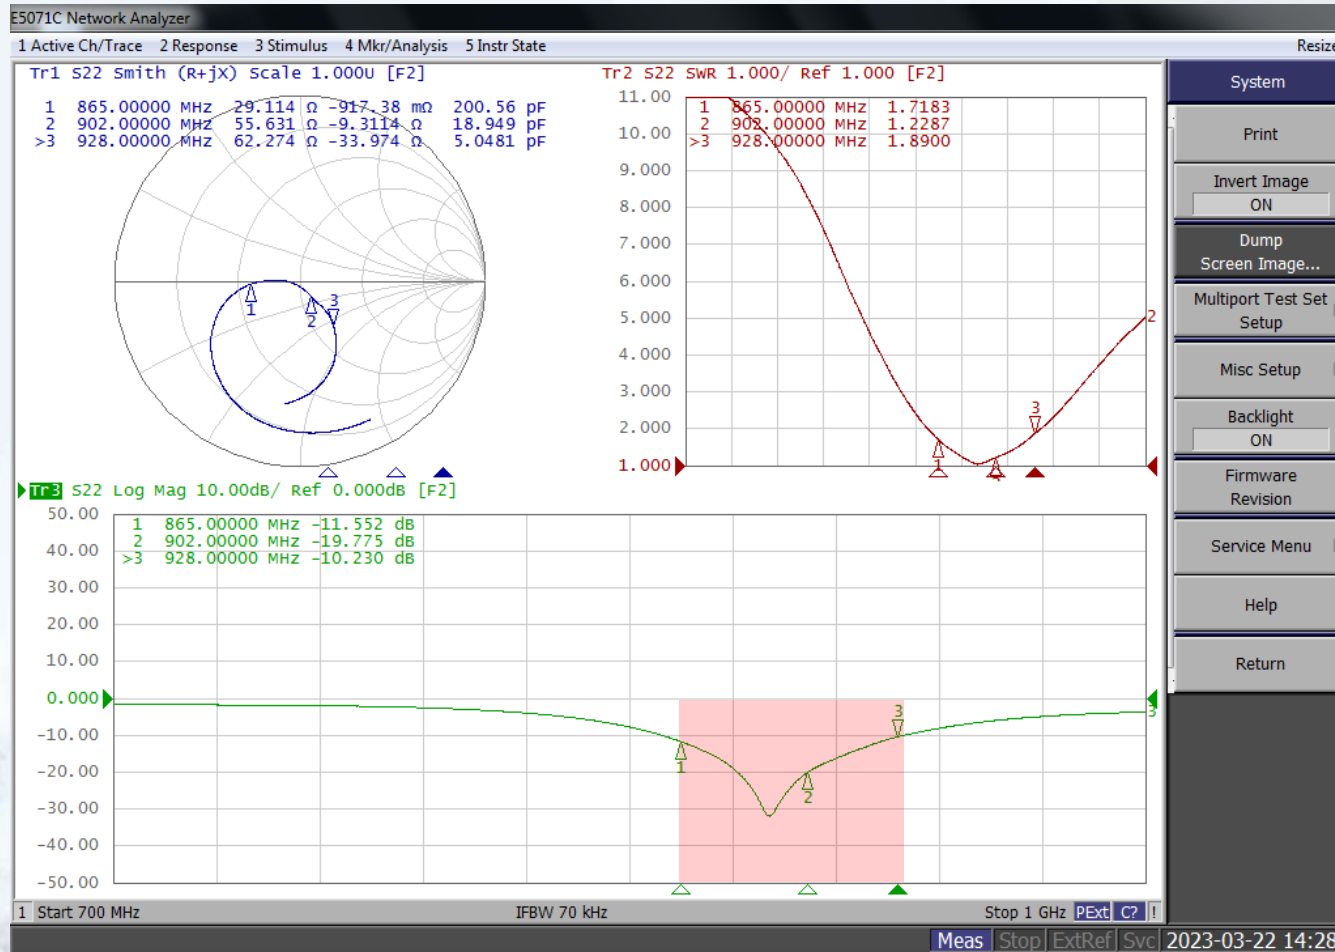 E5071C Network Analyzer
1 Active Ch/Trace 2 Response 3 Stimulus 4 Mkr/Analysis 5 Instr State
Resize
Tr1 S22 Smith (R+jX) Scale 1.000U [F2]
1 865.00000 MHz 29.114 Ω -917.38 mΩ 200.56 pF
2 902.00000 MHz 55.631 Ω -9.3114 Ω 18.949 pF
>3 928.00000 MHz 62.274 Ω -33.974 Ω 5.0481 pF
1
2
3
Tr2 S22 SWR 1.000/ Ref 1.000 [F2]
1 865.00000 MHz 1.7183
2 902.00000 MHz 1.2287
>3 928.00000 MHz 1.8900
11.00
10.00
9.000
8.000
7.000
6.000
5.000
4.000
3.000
2.000
1.000
2
3
1
Tr3 S22 Log Mag 10.00dB/ Ref 0.000dB [F2]
1 865.00000 MHz -11.552 dB
2 902.00000 MHz -19.775 dB
>3 928.00000 MHz -10.230 dB
50.00
40.00
30.00
20.00
10.00
0.000
-10.00
-20.00
-30.00
-40.00
-50.00
3
3
1
2
1 Start 700 MHz
IFBW 70 kHz
Stop 1 GHz PExt C? !
Meas Stop ExtRef Svc 2023-03-22 14:28
System
Print
Invert Image
ON
Dump
Screen Image...
Multiport Test Set
Setup
Misc Setup
Backlight
ON
Firmware
Revision
Service Menu
Help
Return